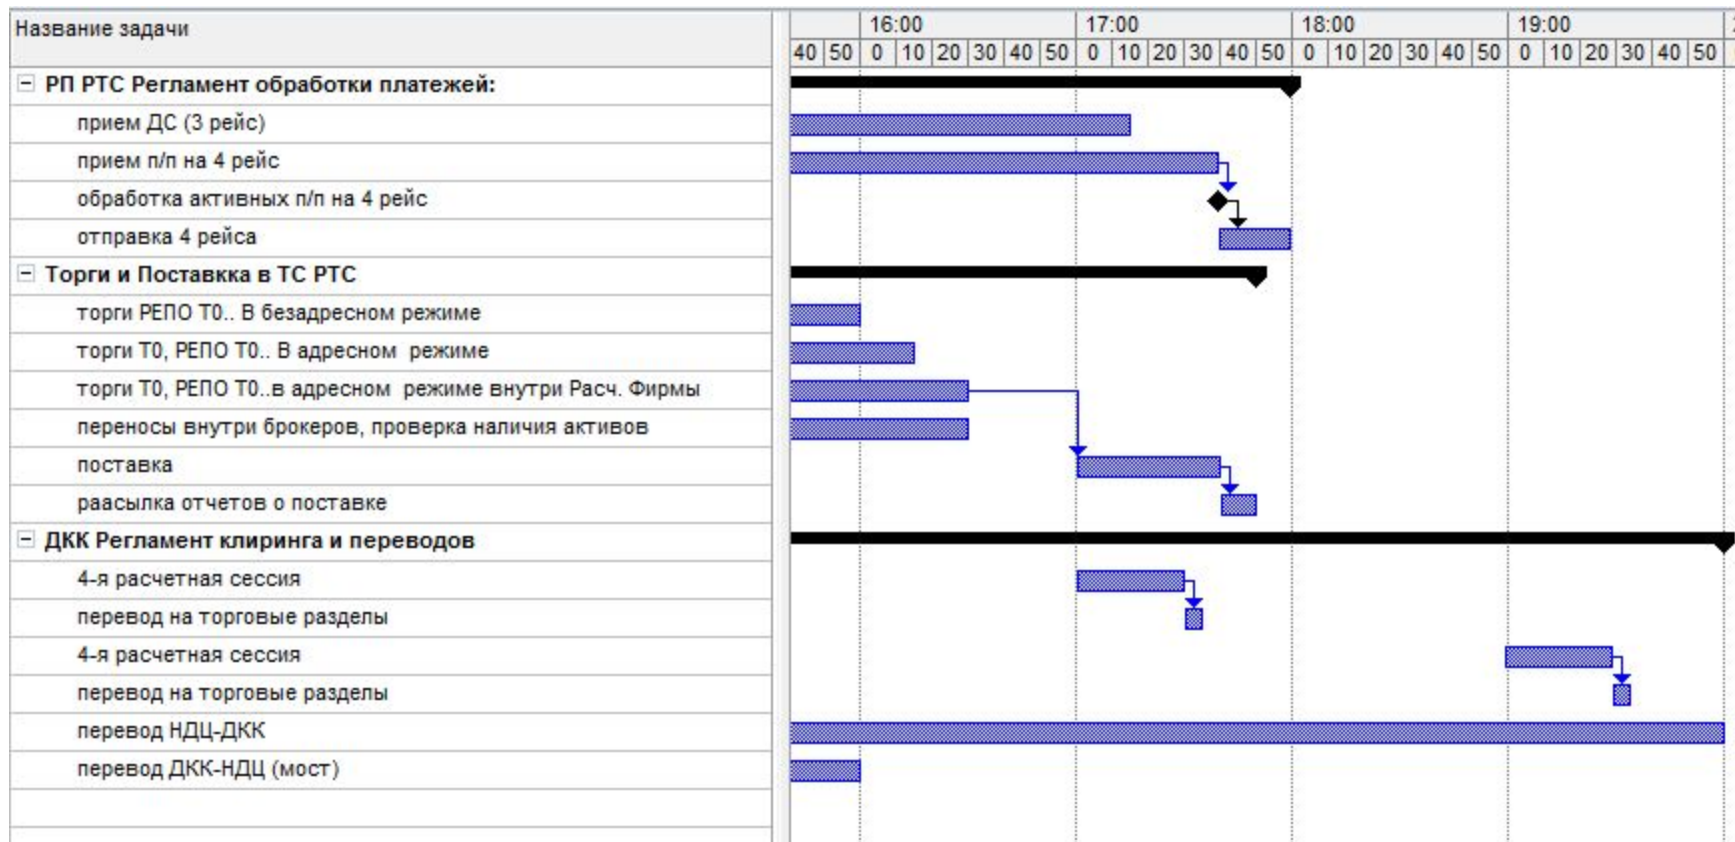 Название задачи
16:00 17:00 18:00 19:00
40 50 0 10 20 30 40 50 0 10 20 30 40 50 0 10 20 30 40 50 0 10 20 30 40 50
РП РТС Регламент обработки платежей:
прием ДС (3 рейс)
прием п/п на 4 рейс
обработка активных п/п на 4 рейс
отправка 4 рейса
Торги и Поставкка в ТС РТС
торги РЕПО Т0.. В безадресном режиме
торги Т0, РЕПО Т0.. В адресном режиме
торги Т0, РЕПО Т0..в адресном режиме внутри Расч. Фирмы
переносы внутри брокеров, проверка наличия активов
поставка
раасылка отчетов о поставке
ДКК Регламент клиринга и переводов
4-я расчетная сессия
перевод на торговые разделы
4-я расчетная сессия
перевод на торговые разделы
перевод НДЦ-ДКК
перевод ДКК-НДЦ (мост)